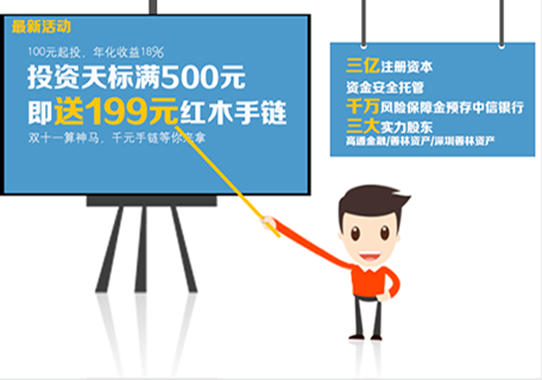 最新活动
100元起投，年化收益18%
投资天标满500元
即送199元红木手链
双十一算神马，千元手链等你来拿
三亿注册资本
资金安全托管
千万风险保障金预存中信银行
三大实力股东
高通金融/善林资产/深圳善林资产